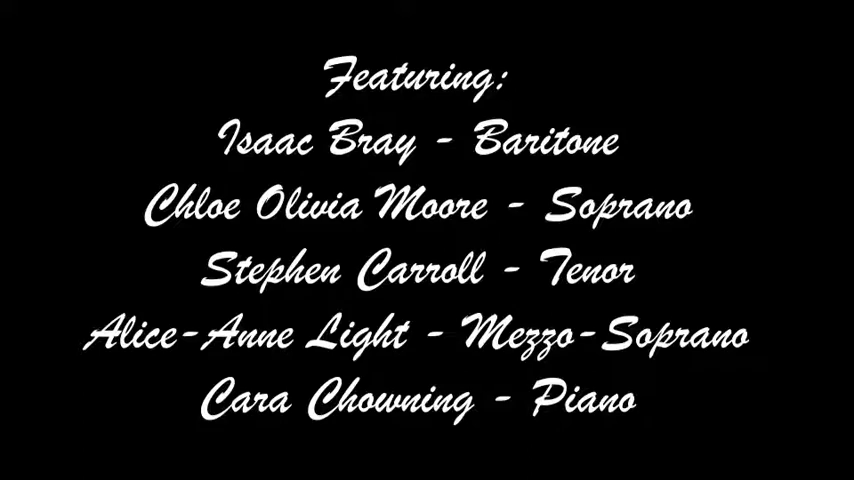 Featuring:
Isaac Bray - Baritone
Chloe Olivia Moore - Soprano
Stephen Carroll - Tenor
Alice-Anne Light - Mezzo-Soprano
Cara Chowning - Piano